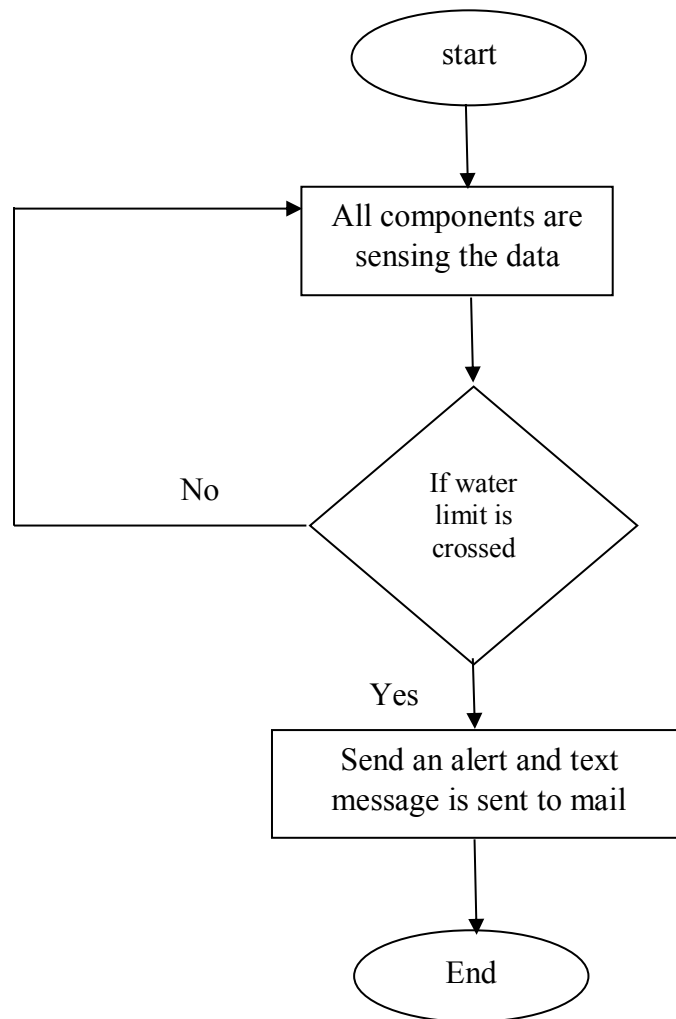 start
All components are
sensing the data
If water
limit is
crossed
No
Yes
Send an alert and text
message is sent to mail
End